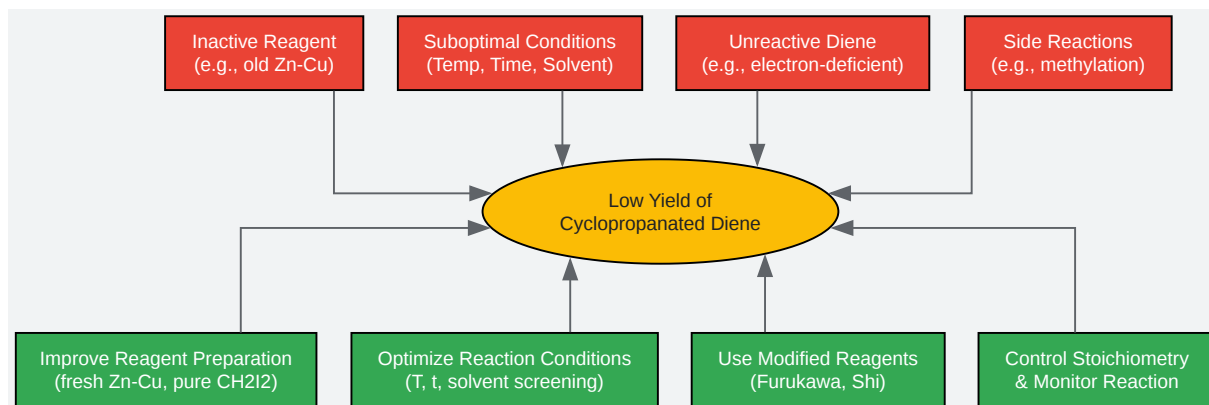 Inactive Reagent
(e.g., old Zn-Cu)
Suboptimal Conditions
(Temp, Time, Solvent)
Unreactive Diene
(e.g., electron-deficient)
Side Reactions
(e.g., methylation)
Low Yield of
Cyclopropanated Diene
Improve Reagent Preparation
(fresh Zn-Cu, pure CH2I2)
Optimize Reaction Conditions
(T, t, solvent screening)
Use Modified Reagents
(Furukawa, Shi)
Control Stoichiometry
& Monitor Reaction